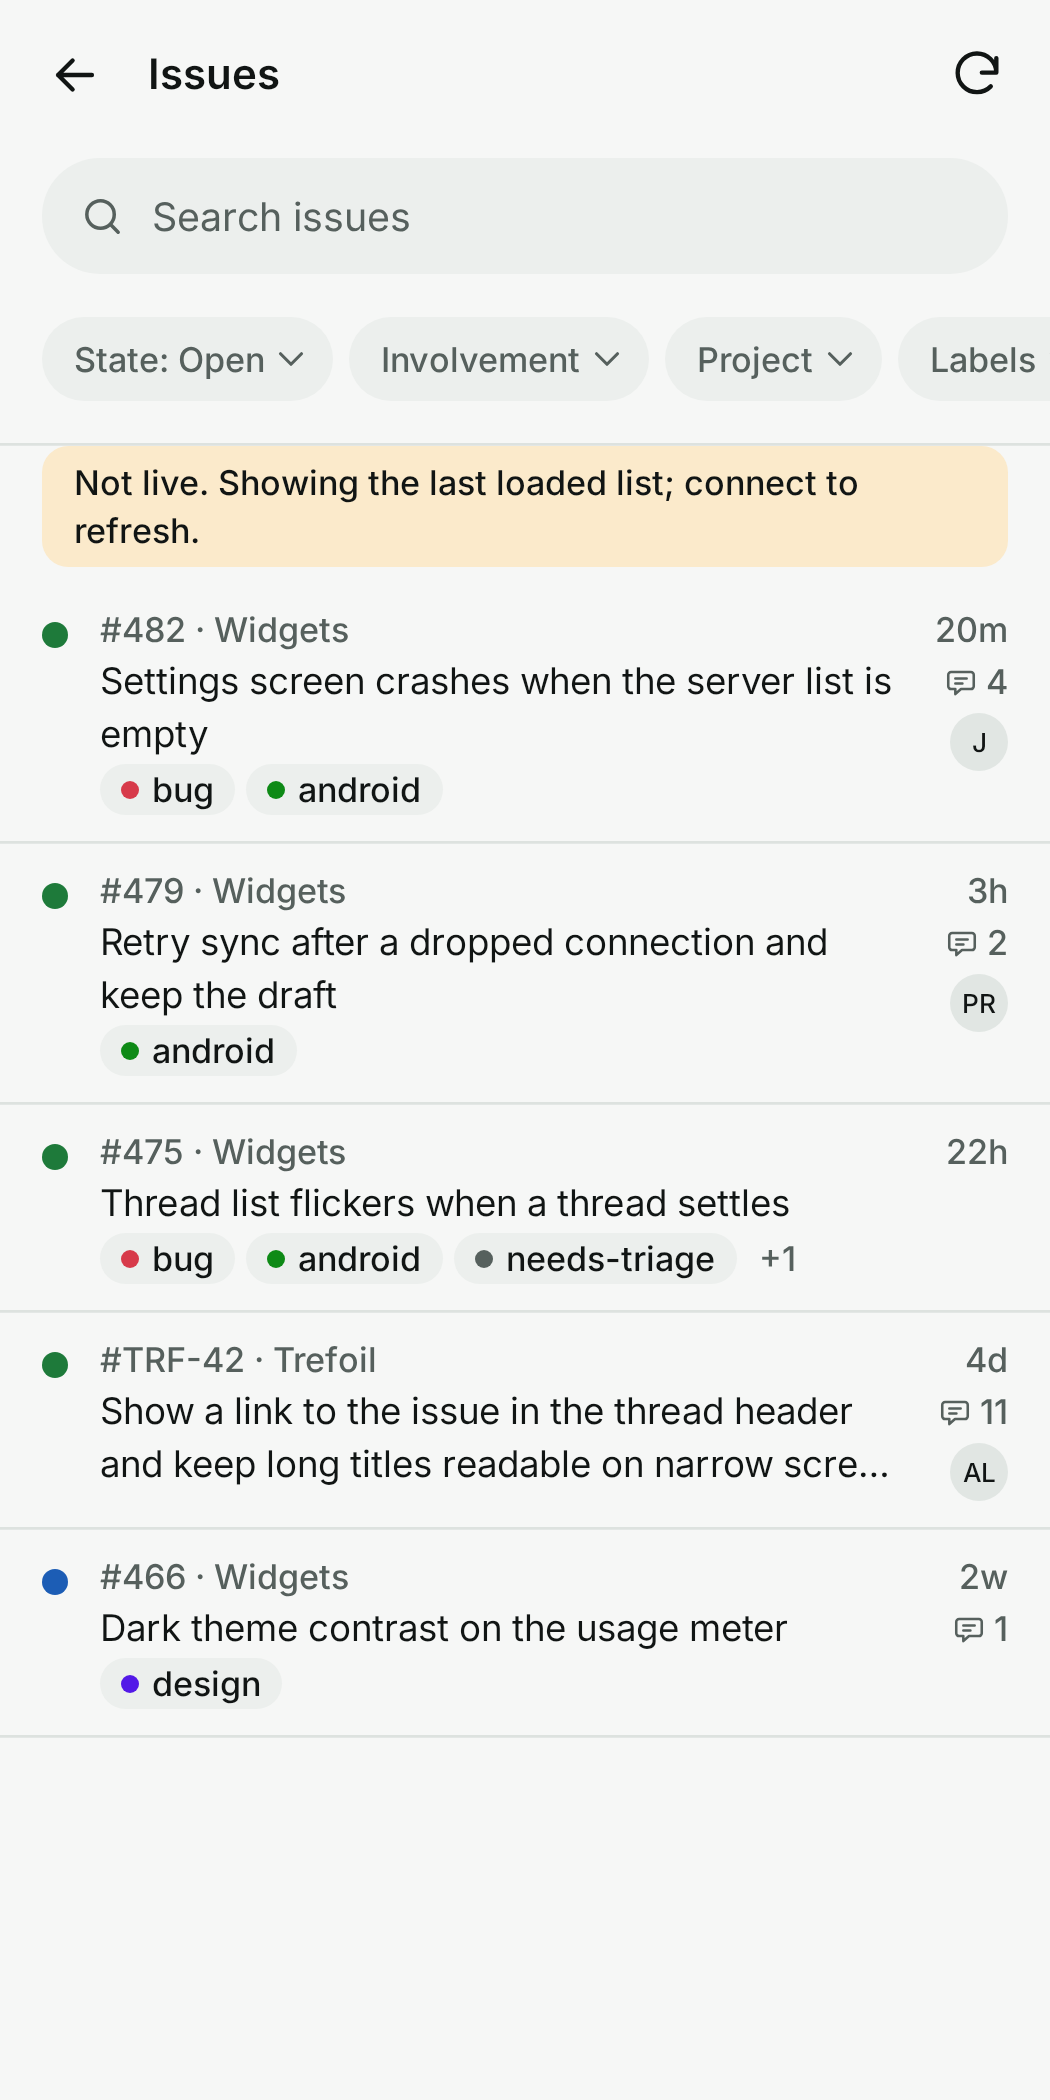 Issues
Search issues
State: Open
Involvement
Project
Labels
Not live. Showing the last loaded list; connect to
refresh.
#482 · Widgets
20m
Settings screen crashes when the server list is
empty
4
J
bug
android
#479 · Widgets
3h
Retry sync after a dropped connection and
keep the draft
2
PR
android
#475 · Widgets
22h
Thread list flickers when a thread settles
bug
android
needs-triage
+1
#TRF-42 · Trefoil
4d
Show a link to the issue in the thread header
and keep long titles readable on narrow scre...
11
AL
#466 · Widgets
2w
Dark theme contrast on the usage meter
1
design